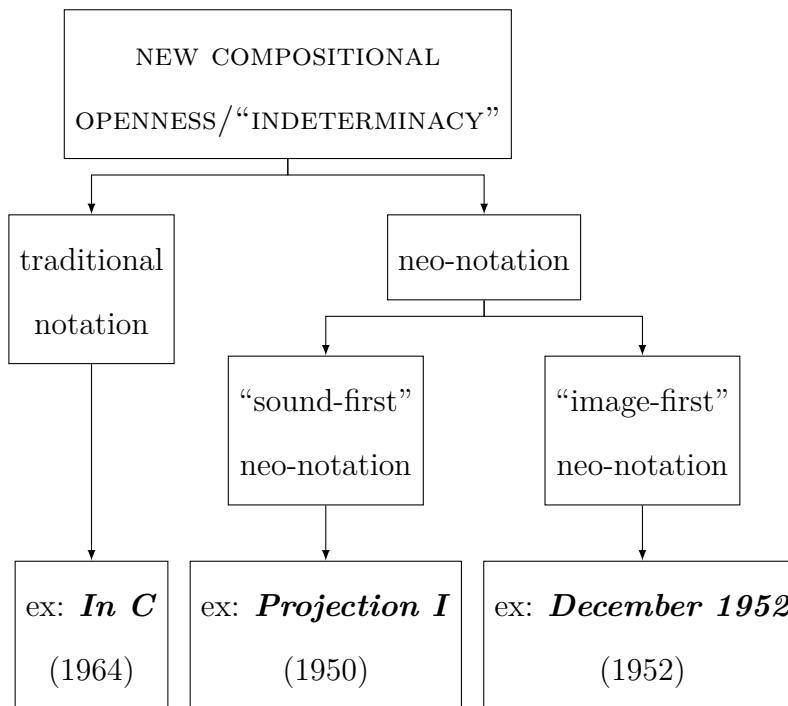 NEW COMPOSITIONAL
OPENNESS/“INDETERMINACY”
traditional
notation
neo-notation
“sound-first”
neo-notation
“image-first”
neo-notation
ex: In C
(1964)
ex: Projection I
(1950)
ex: December 1952
(1952)